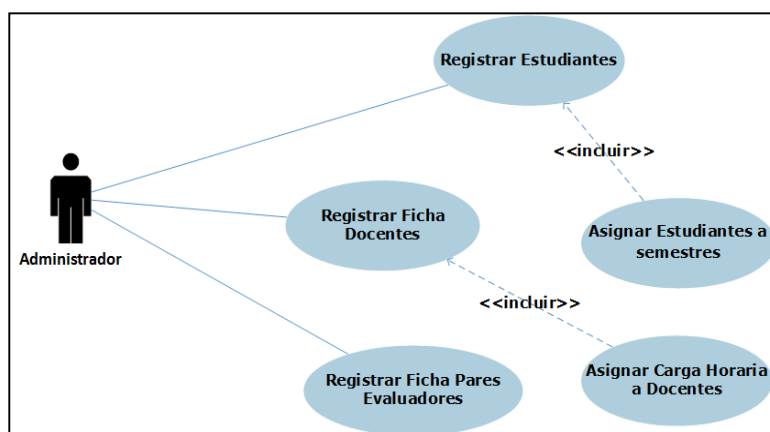 Registrar Estudiantes
<<incluir>>
Registrar Ficha
Docentes
Asignar Estudiantes a
semestres
Administrador
<<incluir>>
Registrar Ficha Pares
Evaluadores
Asignar Carga Horaria
a Docentes